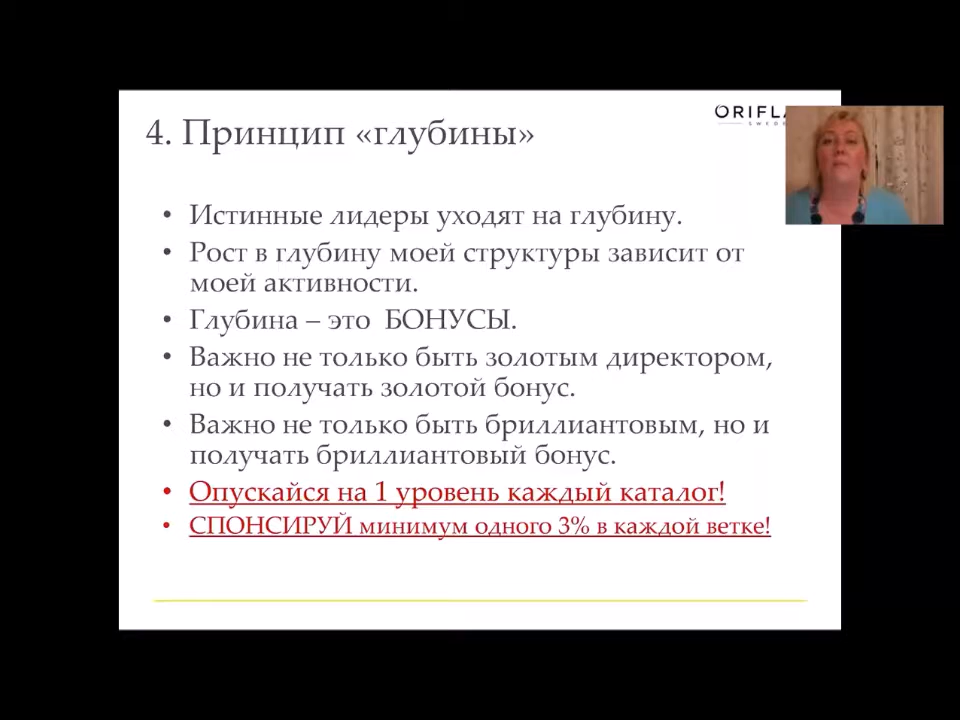 4. Принцип «глубины»
• Истинные лидеры уходят на глубину.
• Рост в глубину моей структуры зависит от
моей активности.
• Глубина – это БОНУСЫ.
• Важно не только быть золотым директором,
но и получать золотой бонус.
• Важно не только быть бриллиантовым, но и
получать бриллиантовый бонус.
• Опускайся на 1 уровень каждый каталог!
• СПОНСИРУЙ минимум одного 3% в каждой ветке!